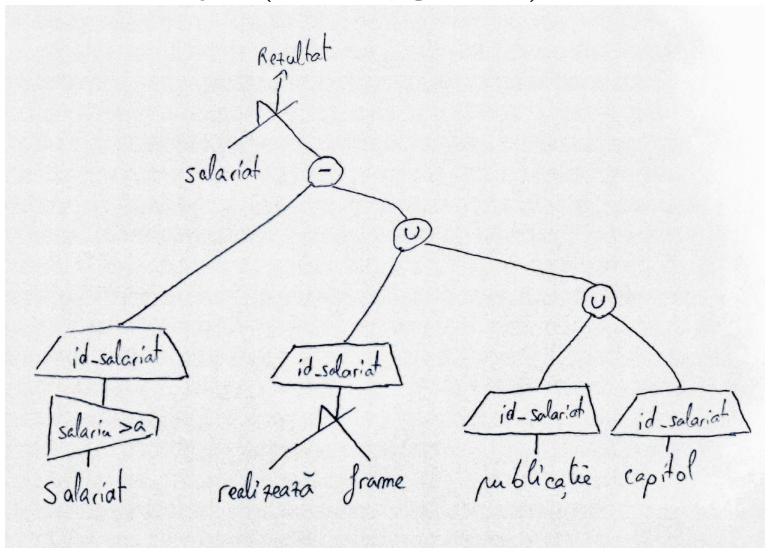 Rezultat
salariat
-
U
U
id_salariat
id_salariat
id_salariat
id_salariat
salariu >a
Salariat
realizează
frame
publicație
capitol